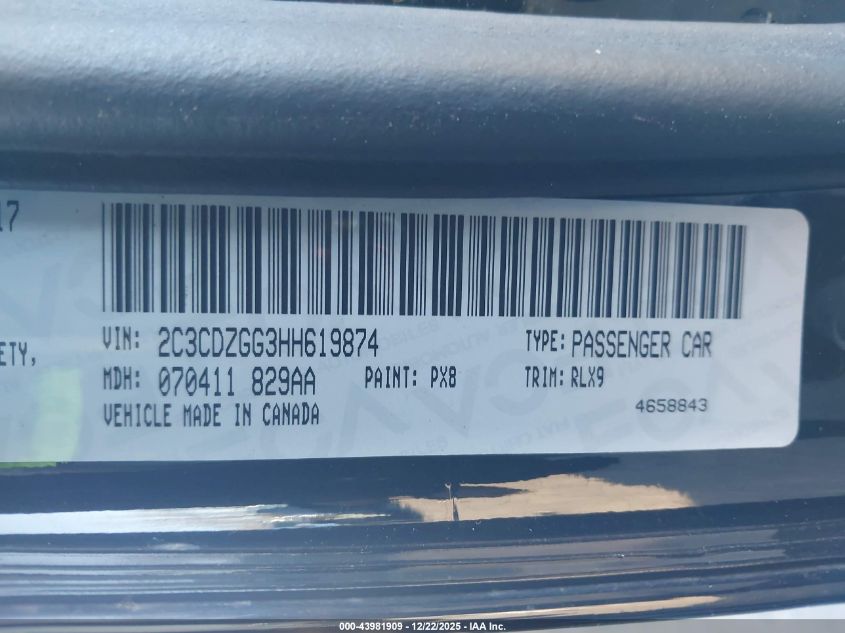 17
ETY,
VIN: 2C3CDZGG3HH619874 TYPE: PASSENGER CAR
MDH: 070411 829AA PAINT: PX8 TRIM: RLX9
VEHICLE MADE IN CANADA 4658843
000-43981909 - 12/22/2025 - IAA Inc.